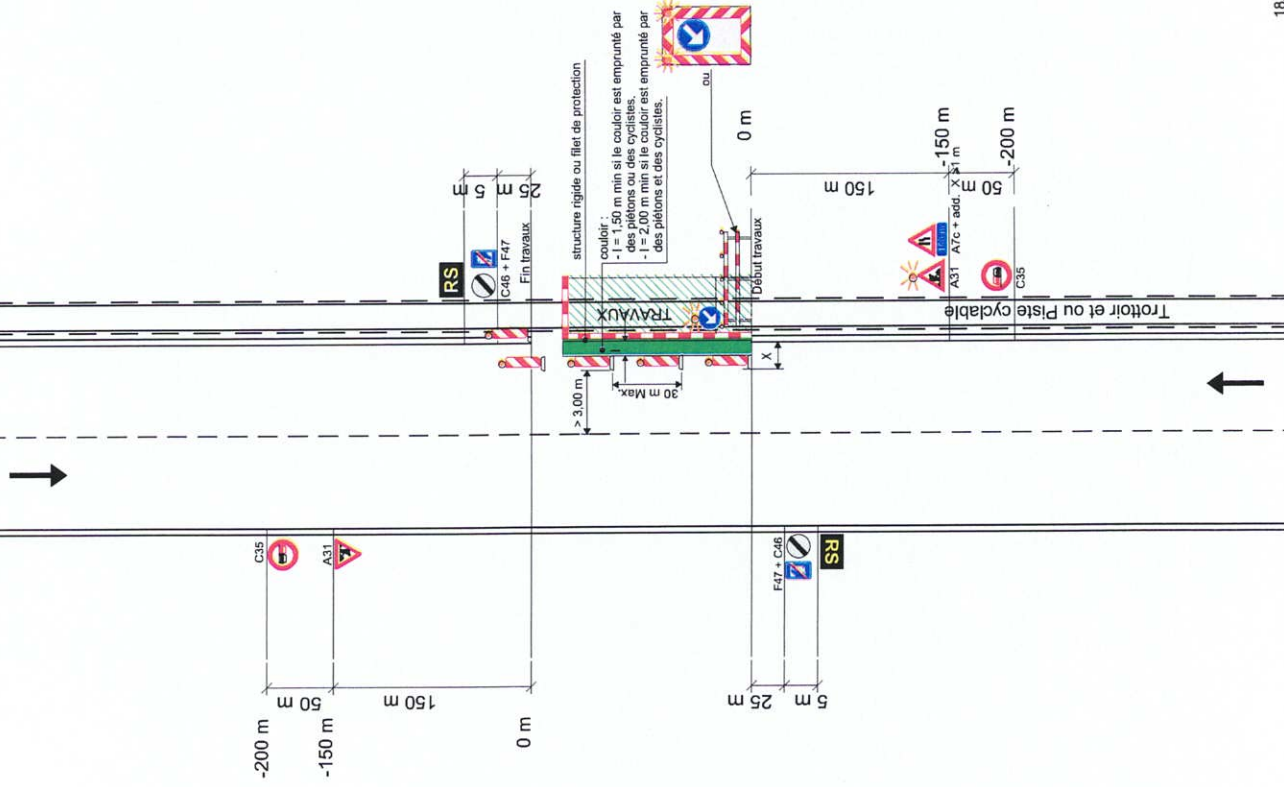 18
ou
structure rigide ou filet de protection
couloir :
- l = 1,50 m min si le couloir est emprunté par
des piétons ou des cyclistes,
- l = 2,00 m min si le couloir est emprunté par
des piétons et des cyclistes.
0 m
5 m
25 m
RS
C46 + F47
Fin travaux
TRAVAUX
l
Début travaux
X
30 m Max.
> 3,00 m
150 m
-150 m
50 m
-200 m
A31
A7c + add. X > 1 m
C35
Trottoir et ou Piste cyclable
C35
A31
-200 m
50 m
-150 m
150 m
0 m
F47 + C46
RS
25 m
5 m